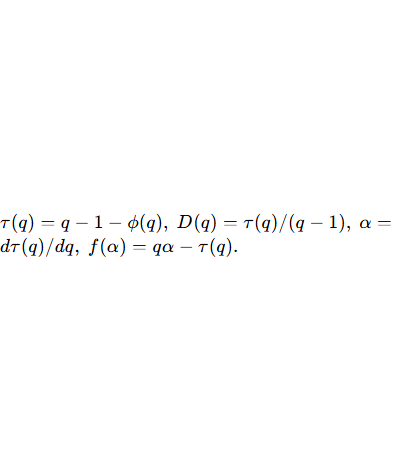 τ(q) = q − 1 − ϕ(q), D(q) = τ(q)/(q − 1), α =
dτ(q)/dq, f(α) = qα − τ(q).